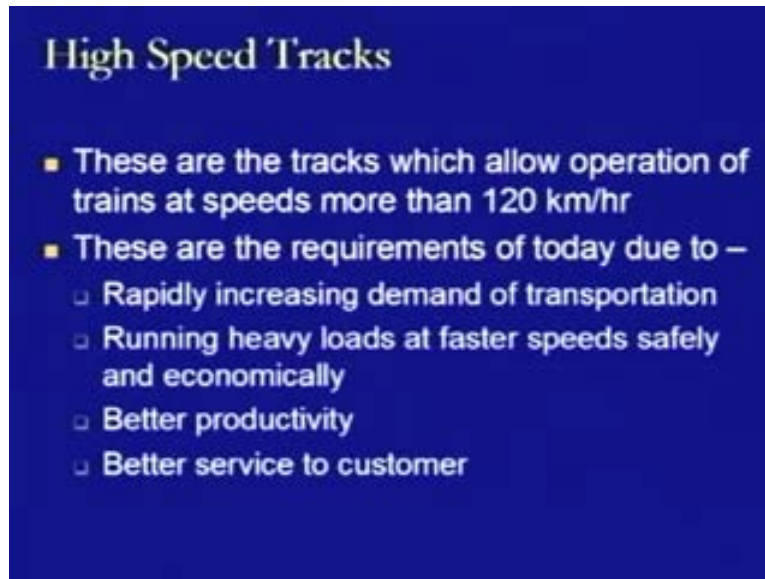 High Speed Tracks
These are the tracks which allow operation of
trains at speeds more than 120 km/hr
These are the requirements of today due to –
Rapidly increasing demand of transportation
Running heavy loads at faster speeds safely
and economically
Better productivity
Better service to customer